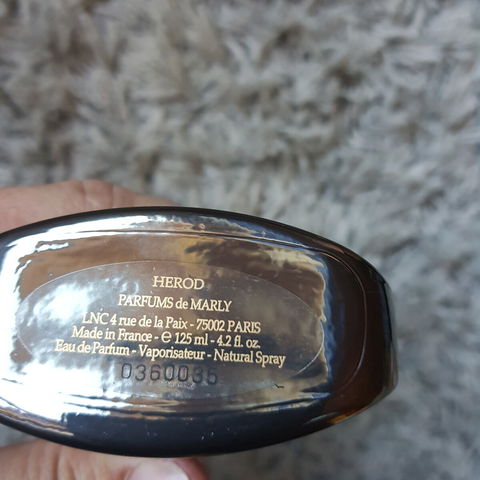 HEROD
PARFUMS de MARLY
LNC 4 rue de la Paix - 75002 PARIS
Made in France - ℮ 125 ml - 4.2 fl. oz.
Eau de Parfum - Vaporisateur - Natural Spray
0360035